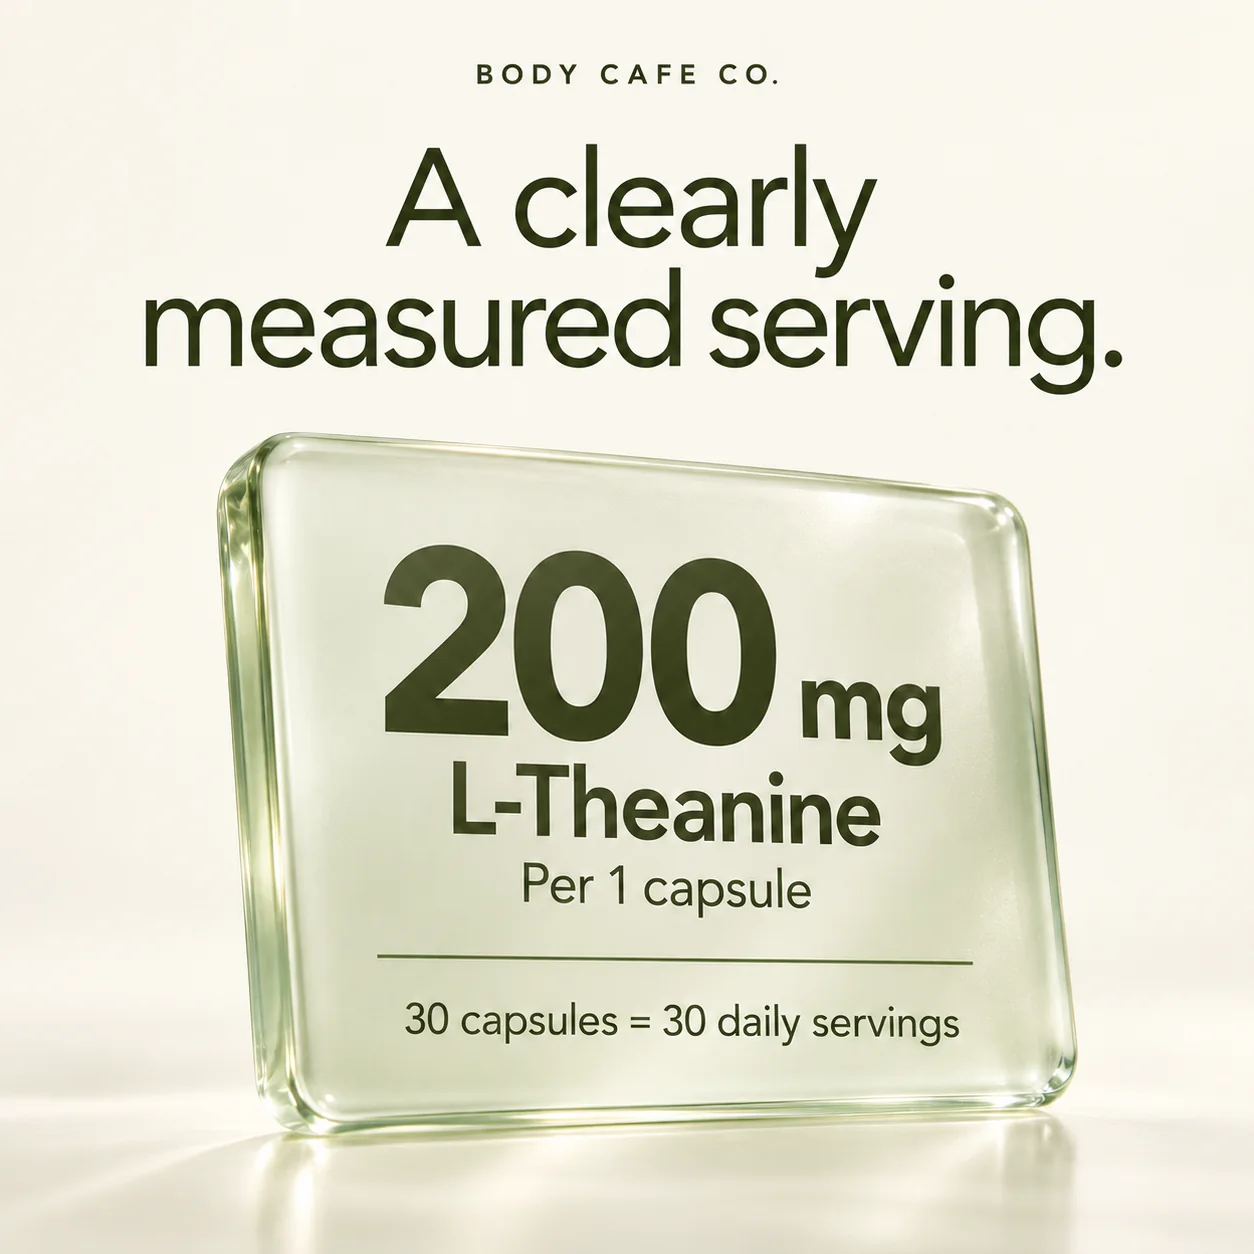 BODY CAFE CO.
A clearly
measured serving.
200 mg
L-Theanine
Per 1 capsule
30 capsules = 30 daily servings